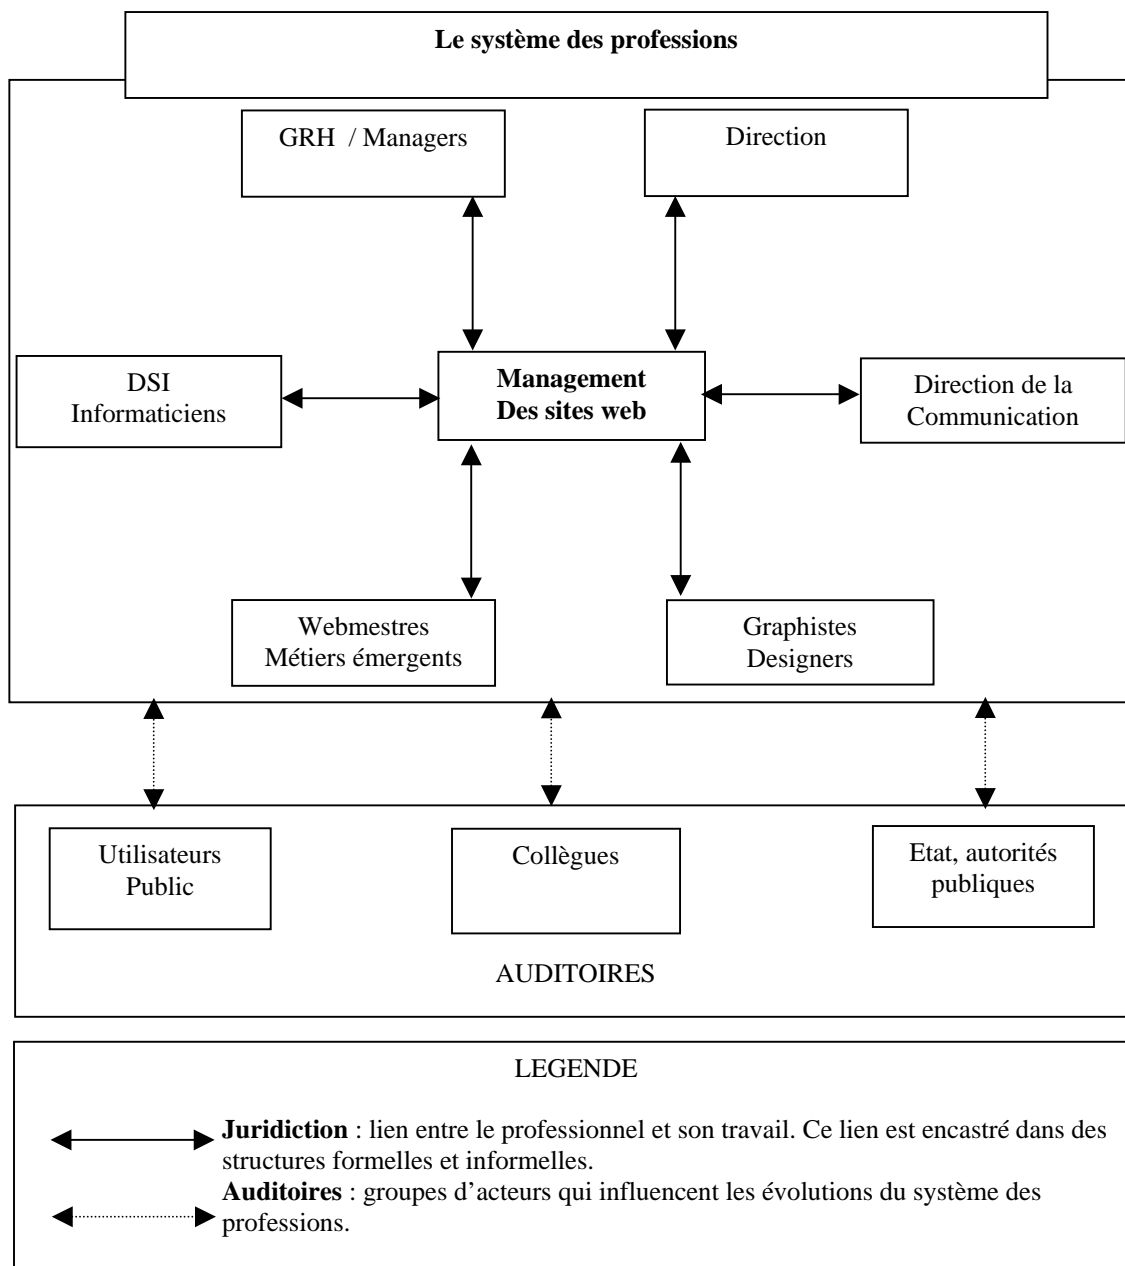 Le système des professions
GRH / Managers
Direction
DSI
Informaticiens
Management
Des sites web
Direction de la
Communication
Webmestres
Métiers émergents
Graphistes
Designers
Utilisateurs
Public
Collègues
Etat, autorités
publiques
AUDITOIRES
LEGENDE
Juridiction : lien entre le professionnel et son travail. Ce lien est encastré dans des
structures formelles et informelles.
Auditoires : groupes d’acteurs qui influencent les évolutions du système des
professions.